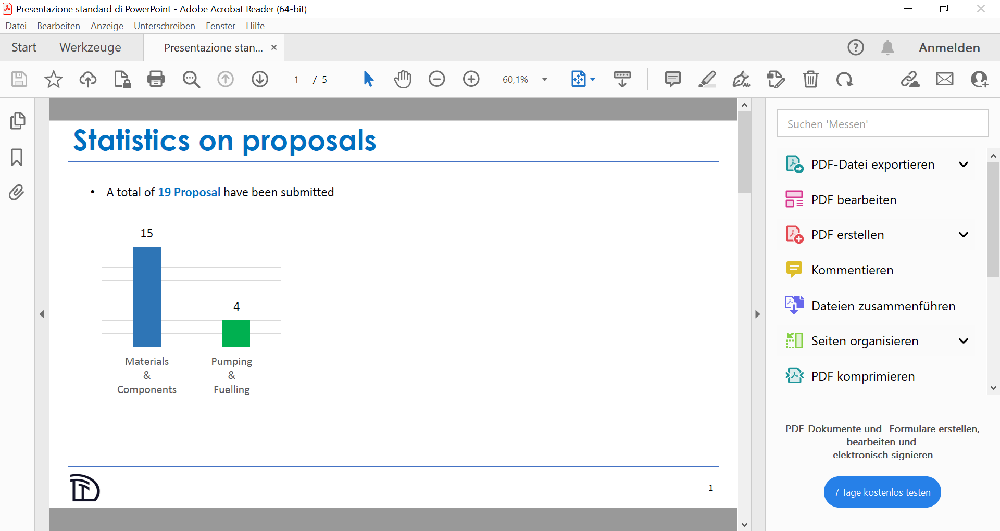 Presentazione standard di PowerPoint - Adobe Acrobat Reader (64-bit)
Datei Bearbeiten Anzeige Unterschreiben Fenster Hilfe
Start Werkzeuge Presentazione stan... Anmelden
1 / 5 60,1%
Statistics on proposals
• A total of 19 Proposal have been submitted
15
4
Materials
&
Components
Pumping
&
Fuelling
1
Suchen 'Messen'
PDF-Datei exportieren
PDF bearbeiten
PDF erstellen
Kommentieren
Dateien zusammenführen
Seiten organisieren
PDF komprimieren
PDF-Dokumente und -Formulare erstellen,
bearbeiten und
elektronisch signieren
7 Tage kostenlos testen